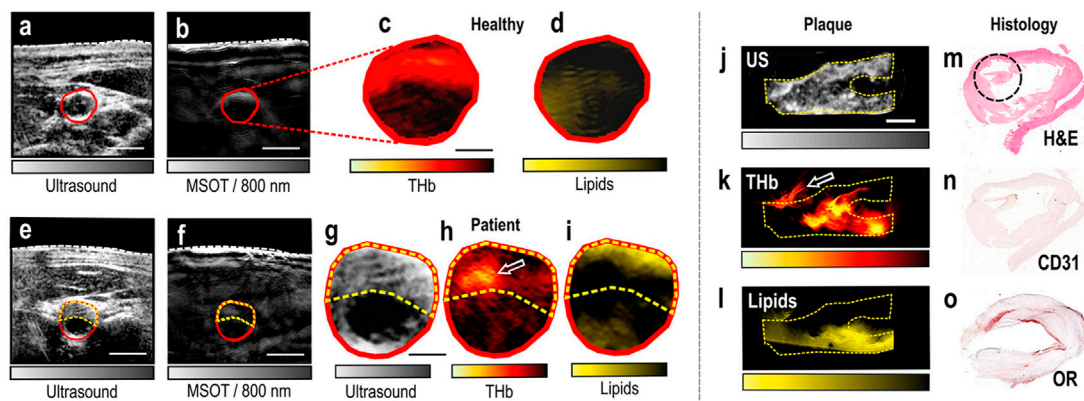 a
b
c
Healthy
d
Ultrasound
MSOT / 800 nm
THb
Lipids
e
f
g
h
Patient
i
Ultrasound
MSOT / 800 nm
Ultrasound
THb
Lipids
Plaque
Histology
j
US
m
H&E
k
THb
n
CD31
l
Lipids
o
OR